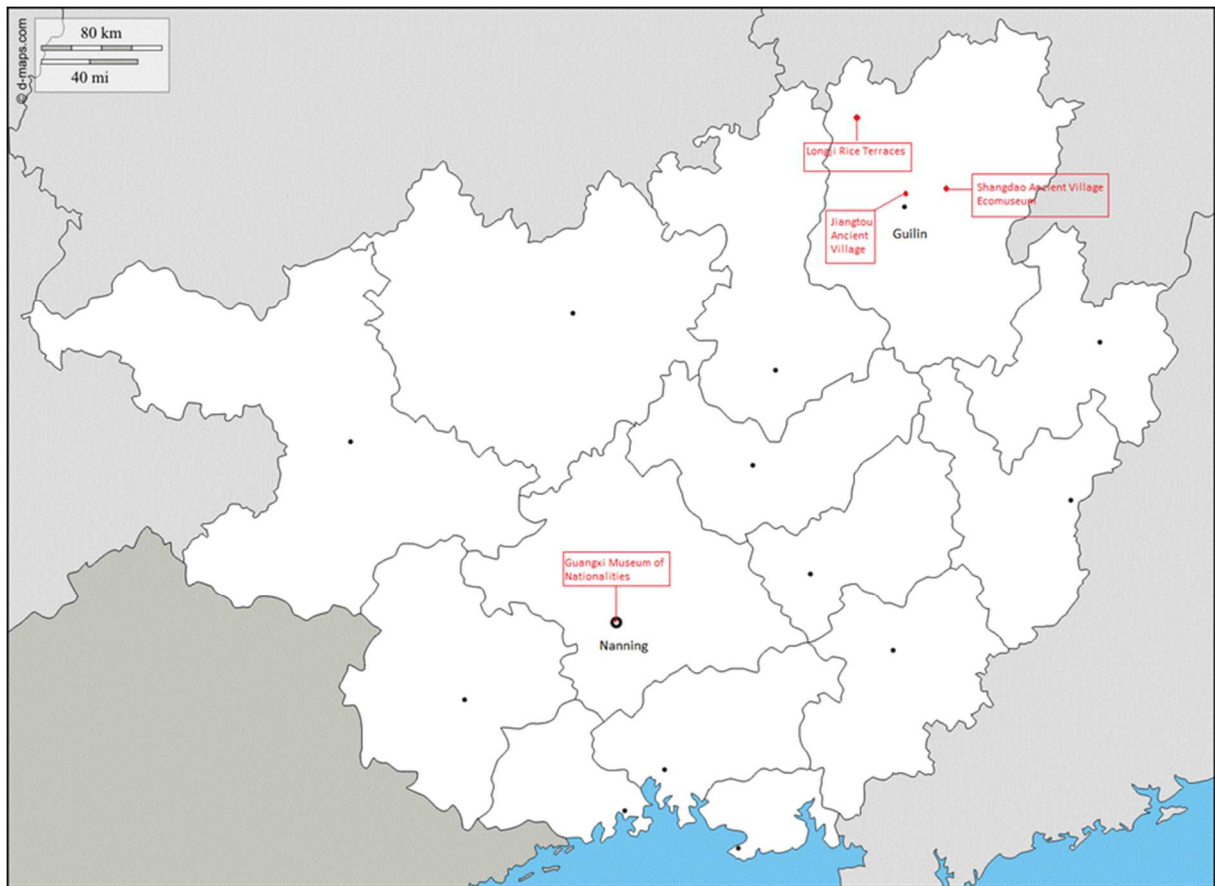 80 km
40 mi
© d-maps.com
Longji Rice Terraces
Shangdao Ancient Village
Ecomuseum
Jiangtou
Ancient
Village
Guilin
Guangxi Museum of
Nationalities
Nanning